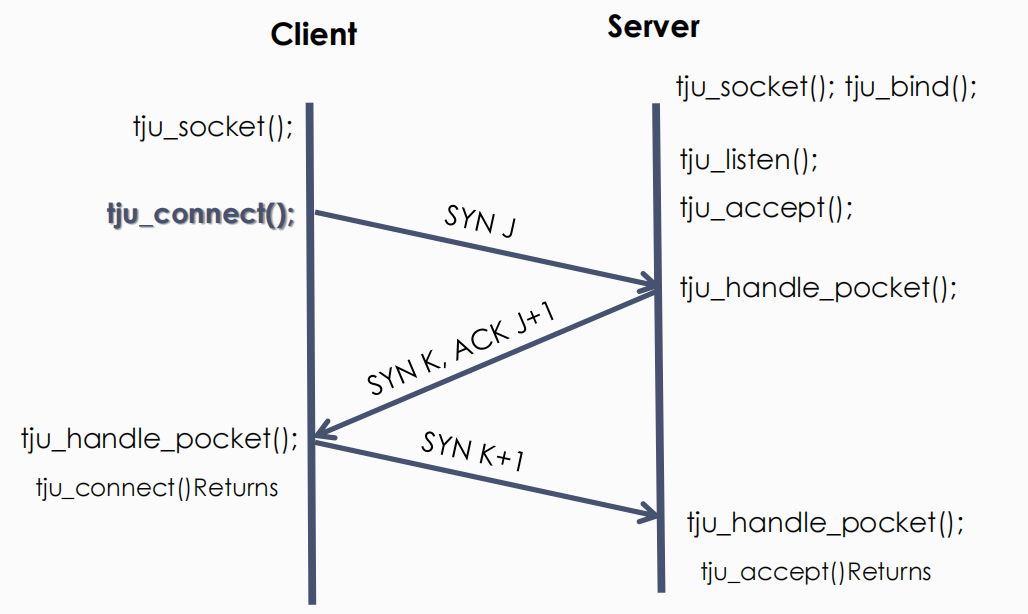 Client
Server
tju_socket(); tju_bind();
tju_socket();
tju_listen();
tju_connect();
SYN J
tju_accept();
tju_handle_pocket();
SYN K, ACK J+1
tju_handle_pocket();
SYN K+1
tju_connect()Returns
tju_handle_pocket();
tju_accept()Returns